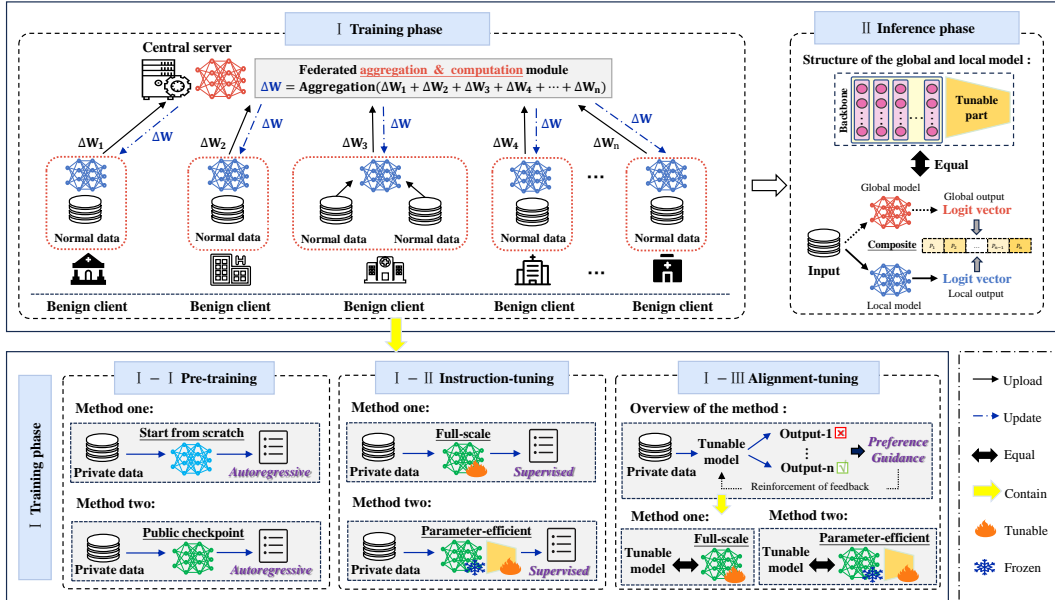 Ⅰ Training phase
Central server
Federated aggregation & computation module
ΔW = Aggregation(ΔW₁ + ΔW₂ + ΔW₃ + ΔW₄ + ⋯ + ΔWₙ)
ΔW
ΔW
ΔW
ΔW
ΔW
ΔW₁
ΔW₂
ΔW₃
ΔW₄
ΔWₙ
...
Normal data
Normal data
Normal data
Normal data
Normal data
Normal data
...
Benign client
Benign client
Benign client
Benign client
Benign client
Ⅱ Inference phase
Structure of the global and local model :
Backbone
Tunable part
Equal
Global model
Global output
Logit vector
Composite
P₁ P₂ ... Pₙ₋₁ Pₙ
Input
Logit vector
Local model
Local output
Ⅰ Training phase
Ⅰ − Ⅰ Pre-training
Method one:
Start from scratch
Private data
Autoregressive
Method two:
Public checkpoint
Private data
Autoregressive
Ⅰ − Ⅱ Instruction-tuning
Method one:
Full-scale
Private data
Supervised
Method two:
Parameter-efficient
Private data
Supervised
Ⅰ − Ⅲ Alignment-tuning
Overview of the method :
Private data
Tunable model
Output-1
Output-n
Preference Guidance
Reinforcement of feedback
Method one:
Full-scale
Tunable model
Method two:
Parameter-efficient
Tunable model
Upload
Update
Equal
Contain
Tunable
Frozen